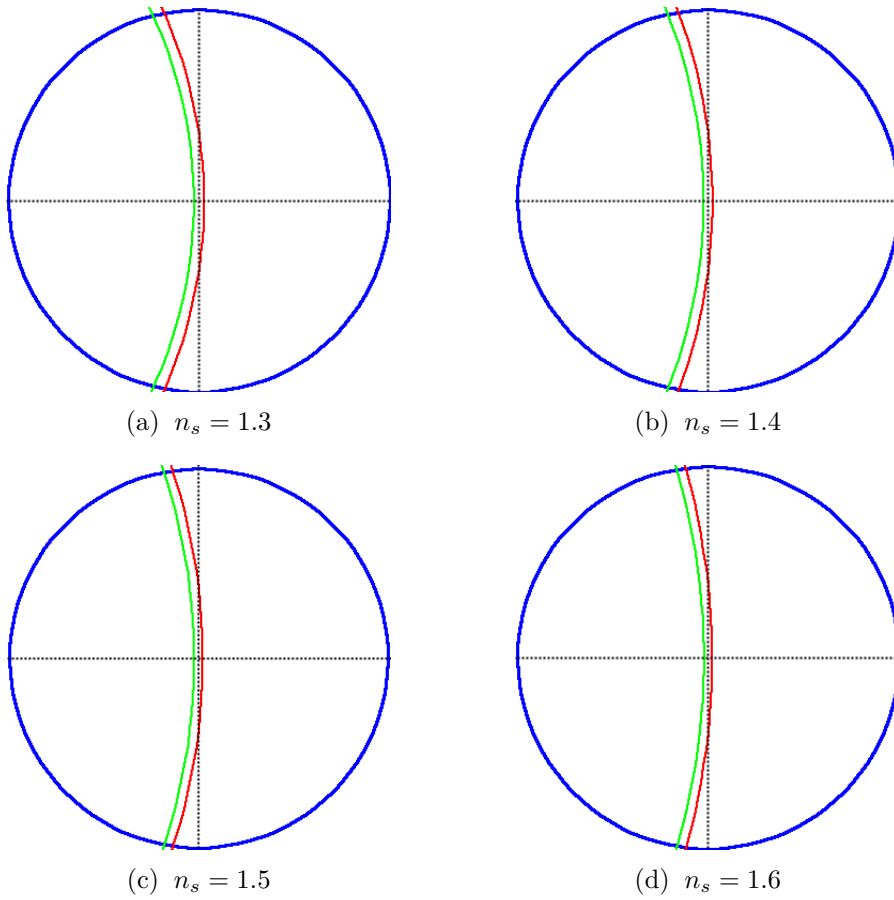 (a) n_s = 1.3
(b) n_s = 1.4
(c) n_s = 1.5
(d) n_s = 1.6